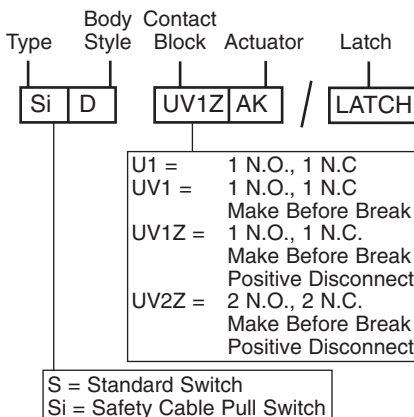 Body Contact
Type Style Block Actuator Latch
Si D UV1Z AK / LATCH
U1 = 1 N.O., 1 N.C
UV1 = 1 N.O., 1 N.C
Make Before Break
UV1Z = 1 N.O., 1 N.C.
Make Before Break
Positive Disconnect
UV2Z = 2 N.O., 2 N.C.
Make Before Break
Positive Disconnect
S = Standard Switch
Si = Safety Cable Pull Switch